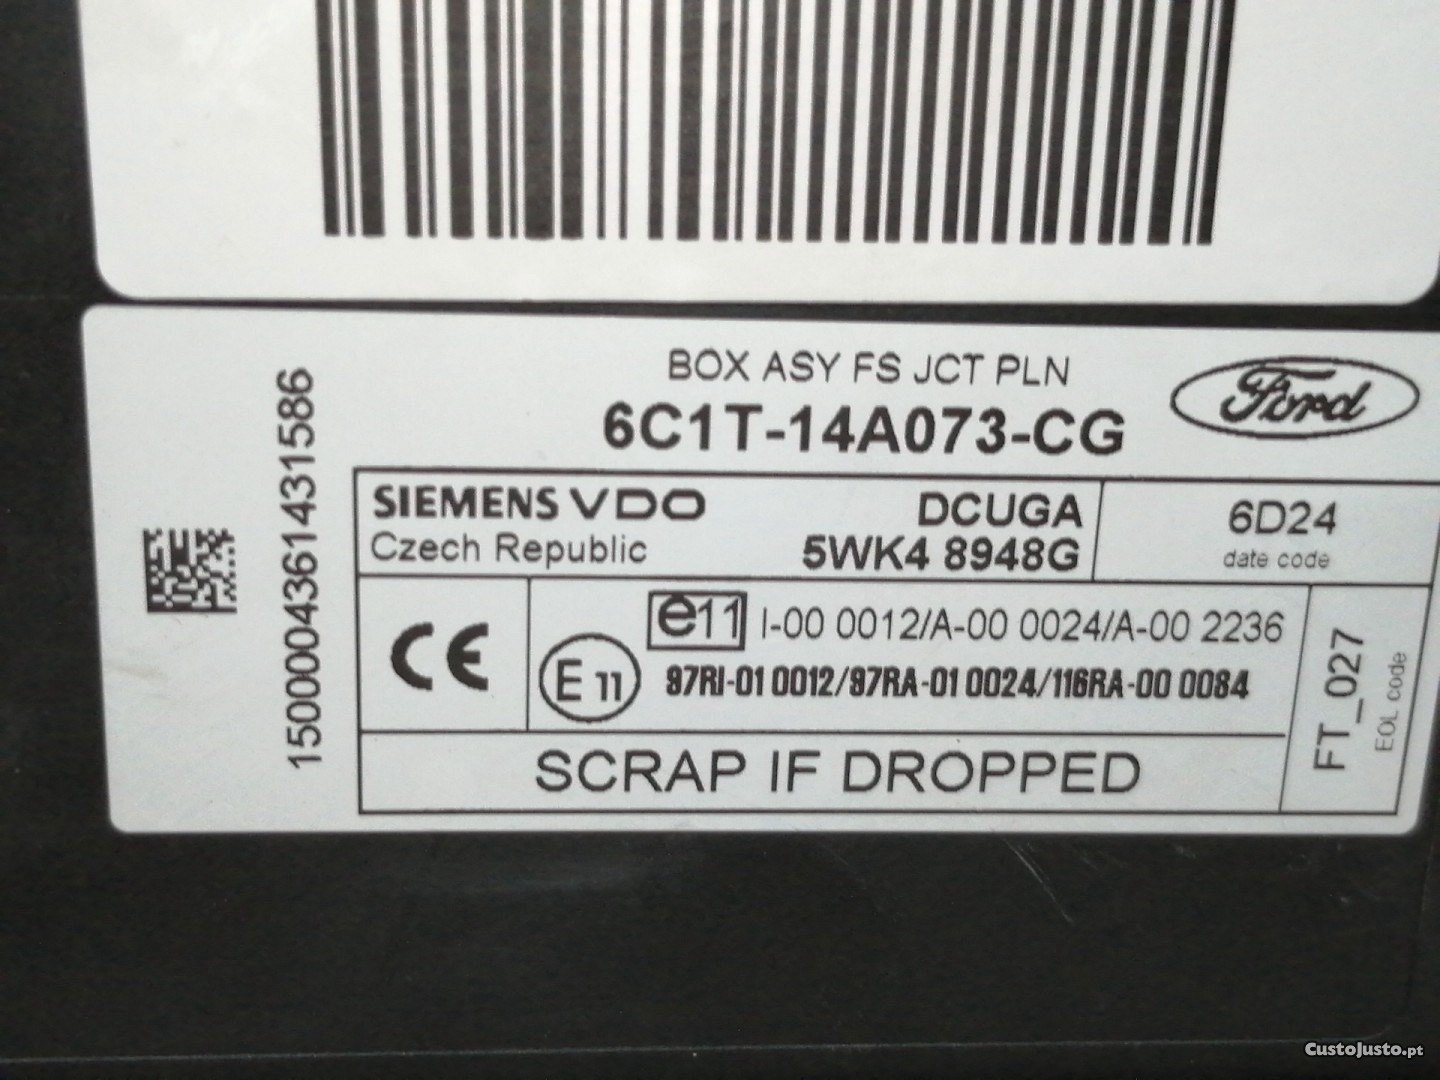 BOX ASY FS JCT PLN
6C1T-14A073-CG
Ford
1500004361431586
SIEMENS VDO
Czech Republic
DCUGA
5WK4 8948G
6D24
date code
CE
E 11
e11 I-00 0012/A-00 0024/A-00 2236
97RI-01 0012/97RA-01 0024/116RA-00 0084
FT_027
EOL code
SCRAP IF DROPPED
CustoJusto.pt